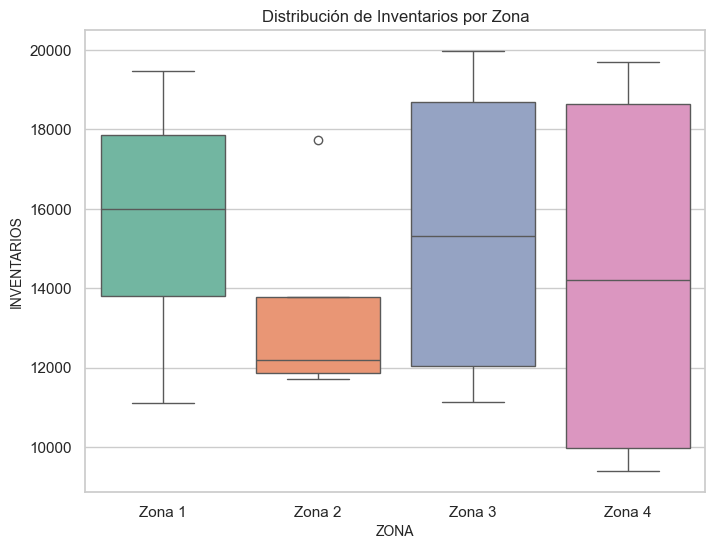 Distribución de Inventarios por Zona
20000
18000
16000
14000
12000
10000
INVENTARIOS
Zona 1 Zona 2 Zona 3 Zona 4
ZONA